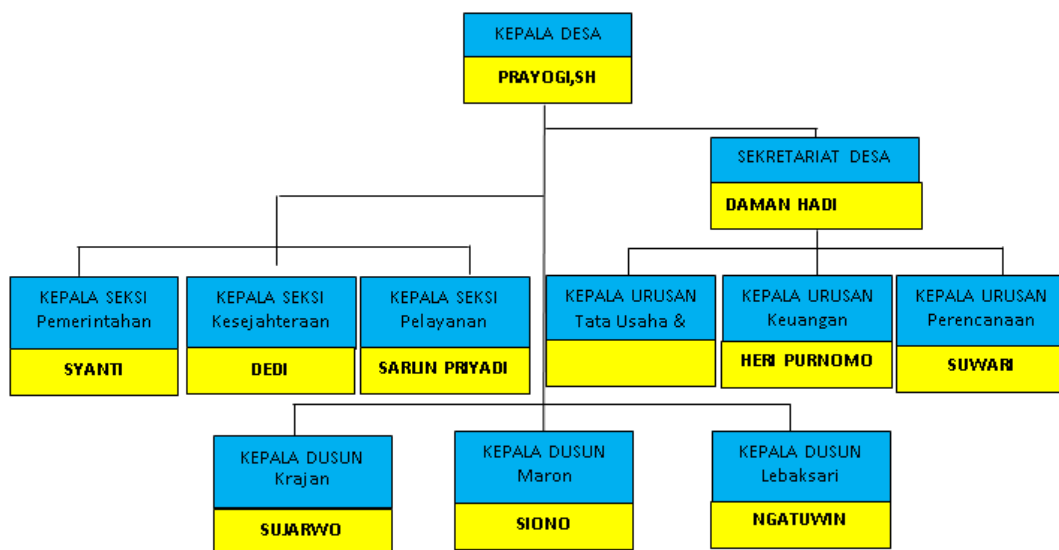 KEPALA DESA
PRAYOGI,SH
SEKRETARIAT DESA
DAMAN HADI
KEPALA SEKSI
Pemerintahan
SYANTI
KEPALA SEKSI
Kesejahteraan
DEDI
KEPALA SEKSI
Pelayanan
SARLIN PRIYADI
KEPALA URUSAN
Tata Usaha &
KEPALA URUSAN
Keuangan
HERI PURNOMO
KEPALA URUSAN
Perencanaan
SUWARI
KEPALA DUSUN
Krajan
SUJARWO
KEPALA DUSUN
Maron
SIONO
KEPALA DUSUN
Lebaksari
NGATUWIN